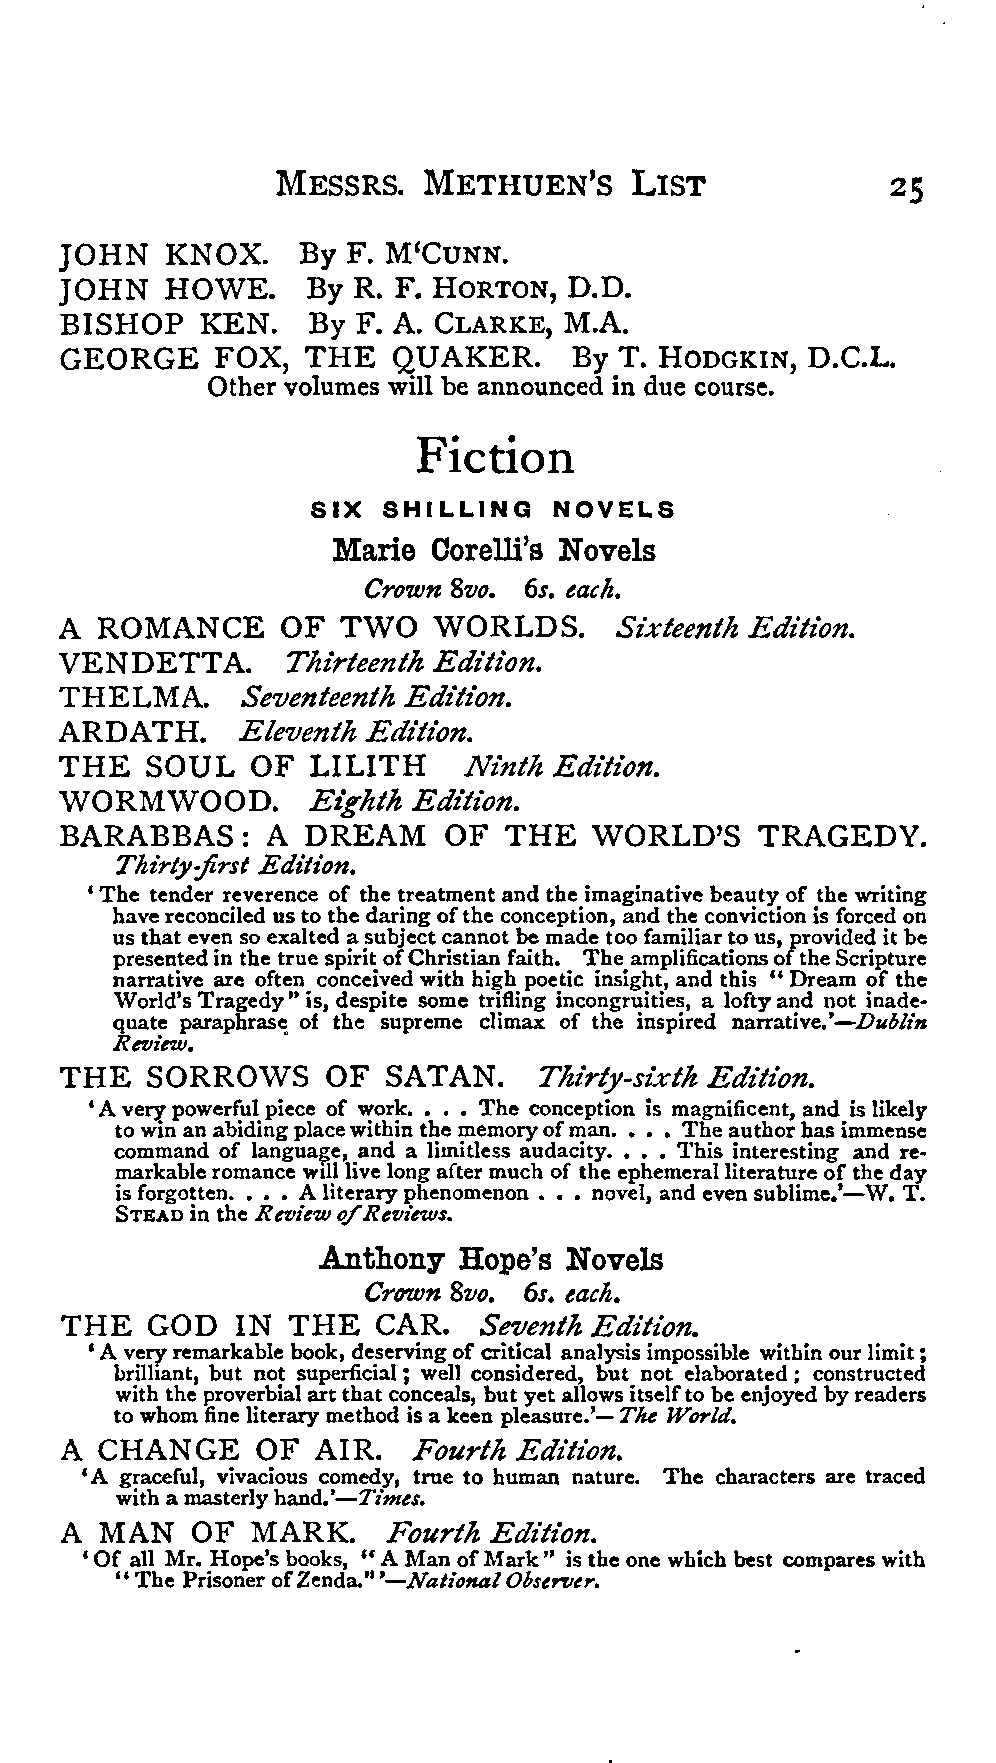 MESSRS. METHUEN'S LIST 25
JOHN KNOX. By F. M‘CUNN.
JOHN HOWE. By R. F. HORTON, D.D.
BISHOP KEN. By F. A. CLARKE, M.A.
GEORGE FOX, THE QUAKER. By T. HODGKIN, D.C.L.
Other volumes will be announced in due course.
Fiction
SIX SHILLING NOVELS
Marie Corelli's Novels
Crown 8vo. 6s. each.
A ROMANCE OF TWO WORLDS. Sixteenth Edition.
VENDETTA. Thirteenth Edition.
THELMA. Seventeenth Edition.
ARDATH. Eleventh Edition.
THE SOUL OF LILITH Ninth Edition.
WORMWOOD. Eighth Edition.
BARABBAS: A DREAM OF THE WORLD'S TRAGEDY.
Thirty-first Edition.
‘The tender reverence of the treatment and the imaginative beauty of the writing
have reconciled us to the daring of the conception, and the conviction is forced on
us that even so exalted a subject cannot be made too familiar to us, provided it be
presented in the true spirit of Christian faith. The amplifications of the Scripture
narrative are often conceived with high poetic insight, and this “Dream of the
World's Tragedy” is, despite some trifling incongruities, a lofty and not inade-
quate paraphrase of the supreme climax of the inspired narrative.’—Dublin
Review.
THE SORROWS OF SATAN. Thirty-sixth Edition.
‘A very powerful piece of work. . . . The conception is magnificent, and is likely
to win an abiding place within the memory of man. . . . The author has immense
command of language, and a limitless audacity. . . . This interesting and re-
markable romance will live long after much of the ephemeral literature of the day
is forgotten. . . . A literary phenomenon . . . novel, and even sublime.’—W. T.
STEAD in the Review of Reviews.
Anthony Hope's Novels
Crown 8vo. 6s. each.
THE GOD IN THE CAR. Seventh Edition.
‘A very remarkable book, deserving of critical analysis impossible within our limit;
brilliant, but not superficial; well considered, but not elaborated; constructed
with the proverbial art that conceals, but yet allows itself to be enjoyed by readers
to whom fine literary method is a keen pleasure.’—The World.
A CHANGE OF AIR. Fourth Edition.
‘A graceful, vivacious comedy, true to human nature. The characters are traced
with a masterly hand.’—Times.
A MAN OF MARK. Fourth Edition.
‘Of all Mr. Hope's books, “A Man of Mark” is the one which best compares with
“The Prisoner of Zenda.”’—National Observer.